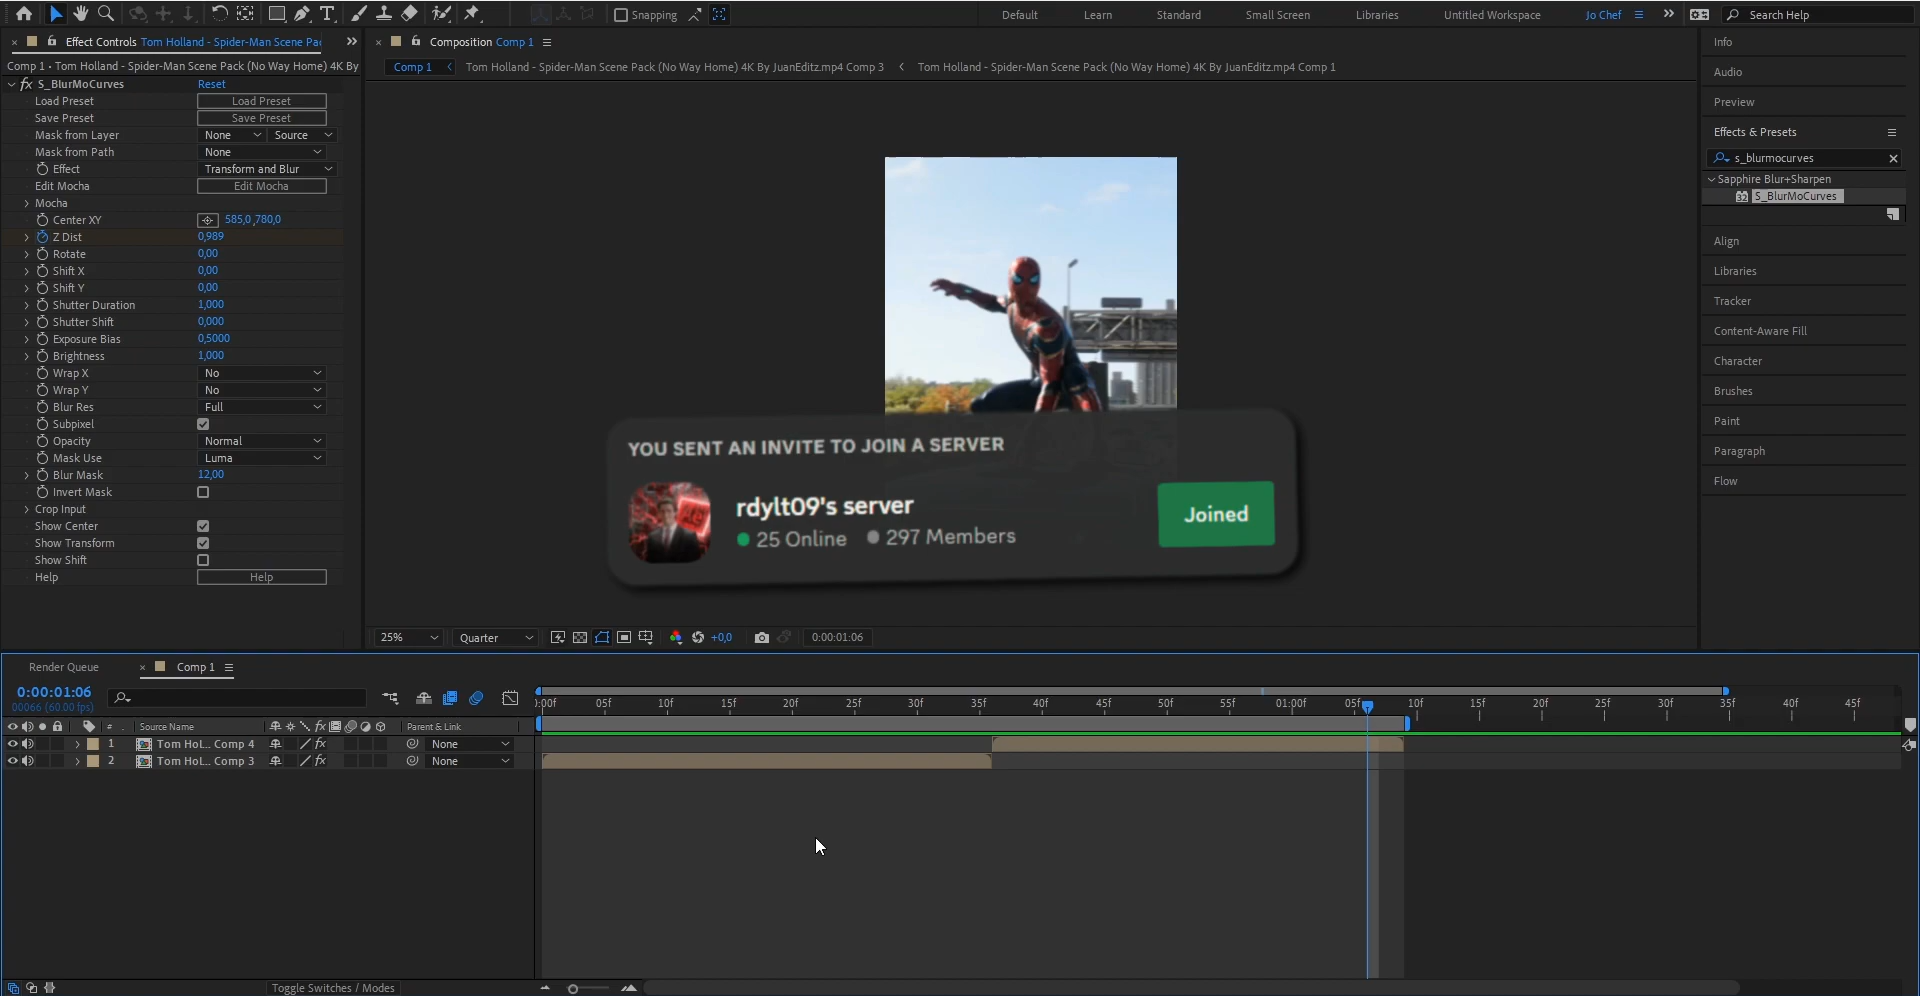 Snapping
Default
Learn
Standard
Small Screen
Libraries
Untitled Workspace
Jo Chef
Search Help
Effect Controls Tom Holland - Spider-Man Scene Pac
Comp 1 • Tom Holland - Spider-Man Scene Pack (No Way Home) 4K By
fx S_BlurMoCurves Reset
Load Preset Load Preset
Save Preset Save Preset
Mask from Layer None Source
Mask from Path None
Effect Transform and Blur
Edit Mocha Edit Mocha
Mocha
Center XY 585,0,780,0
Z Dist 0,989
Rotate 0,00
Shift X 0,00
Shift Y 0,00
Shutter Duration 1,000
Shutter Shift 0,000
Exposure Bias 0,5000
Brightness 1,000
Wrap X No
Wrap Y No
Blur Res Full
Subpixel
Opacity Normal
Mask Use Luma
Blur Mask 12,00
Invert Mask
Crop Input
Show Center
Show Transform
Show Shift
Help Help
Composition Comp 1
Comp 1 Tom Holland - Spider-Man Scene Pack (No Way Home) 4K By JuanEditz.mp4 Comp 3 Tom Holland - Spider-Man Scene Pack (No Way Home) 4K By JuanEditz.mp4 Comp 1
YOU SENT AN INVITE TO JOIN A SERVER
rdylt09's server
25 Online 297 Members
Joined
25% Quarter +0,0 0:00:01:06
Info
Audio
Preview
Effects & Presets
s_blurmocurves
Sapphire Blur+Sharpen
32 S_BlurMoCurves
Align
Libraries
Tracker
Content-Aware Fill
Character
Brushes
Paint
Paragraph
Flow
Render Queue Comp 1
0:00:01:06
00066 (60.00 fps)
:00f 05f 10f 15f 20f 25f 30f 35f 40f 45f 50f 55f 01:00f 05f 10f 15f 20f 25f 30f 35f 40f 45f
# Source Name fx Parent & Link
1 Tom Hol... Comp 4 fx None
2 Tom Hol... Comp 3 fx None
Toggle Switches / Modes